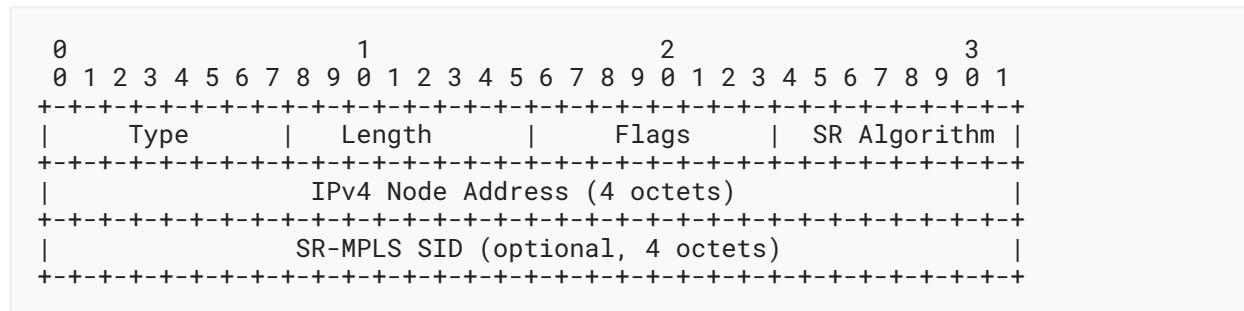 0                   1                   2                   3
 0 1 2 3 4 5 6 7 8 9 0 1 2 3 4 5 6 7 8 9 0 1 2 3 4 5 6 7 8 9 0 1
+-+-+-+-+-+-+-+-+-+-+-+-+-+-+-+-+-+-+-+-+-+-+-+-+-+-+-+-+-+-+-+-+
|     Type      |   Length      |     Flags     |  SR Algorithm |
+-+-+-+-+-+-+-+-+-+-+-+-+-+-+-+-+-+-+-+-+-+-+-+-+-+-+-+-+-+-+-+-+
|                 IPv4 Node Address (4 octets)                  |
+-+-+-+-+-+-+-+-+-+-+-+-+-+-+-+-+-+-+-+-+-+-+-+-+-+-+-+-+-+-+-+-+
|                SR-MPLS SID (optional, 4 octets)               |
+-+-+-+-+-+-+-+-+-+-+-+-+-+-+-+-+-+-+-+-+-+-+-+-+-+-+-+-+-+-+-+-+